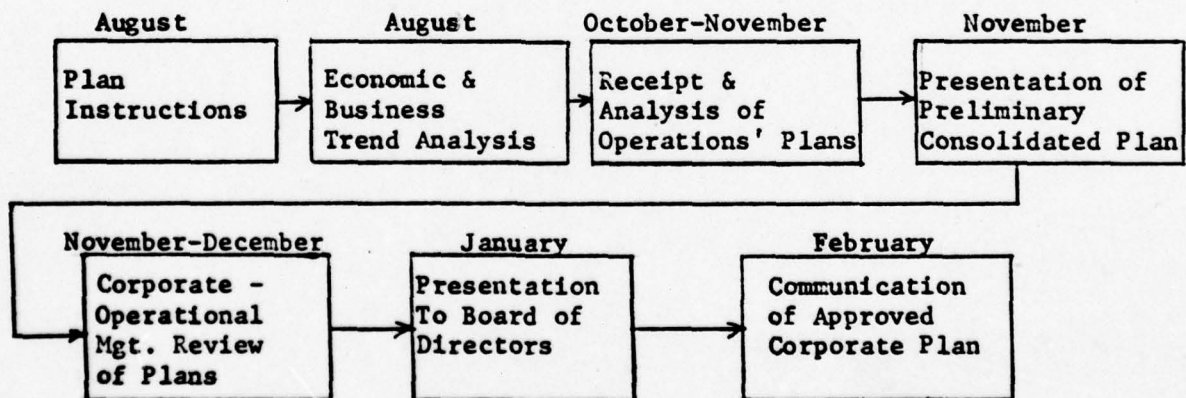 August
Plan
Instructions
August
Economic &
Business
Trend Analysis
October-November
Receipt &
Analysis of
Operations' Plans
November
Presentation of
Preliminary
Consolidated Plan
November-December
Corporate -
Operational
Mgt. Review
of Plans
January
Presentation
To Board of
Directors
February
Communication
of Approved
Corporate Plan